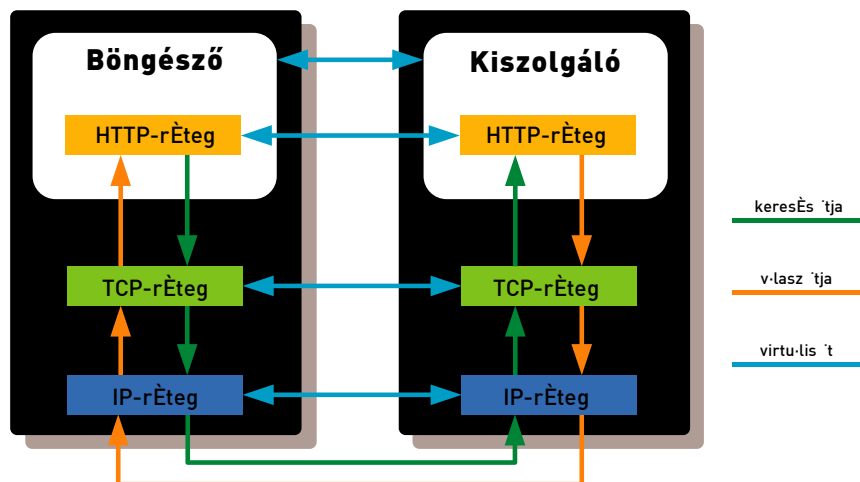 Böngésző
Kiszolgáló
HTTP-rÈteg
HTTP-rÈteg
keresÈs ˙tja
TCP-rÈteg
TCP-rÈteg
v·lasz ˙tja
virtu·lis ˙t
IP-rÈteg
IP-rÈteg